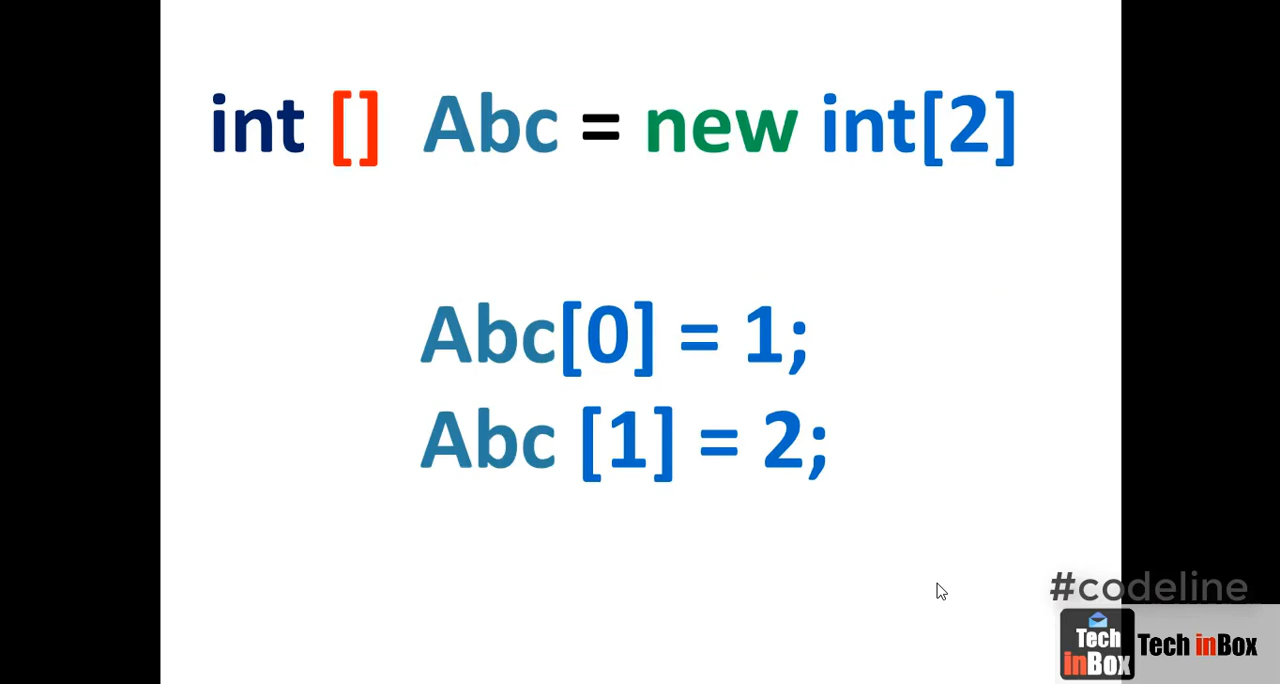 int [] Abc = new int[2]
Abc[0] = 1;
Abc [1] = 2;
#codeline
Tech
inBox
Tech inBox